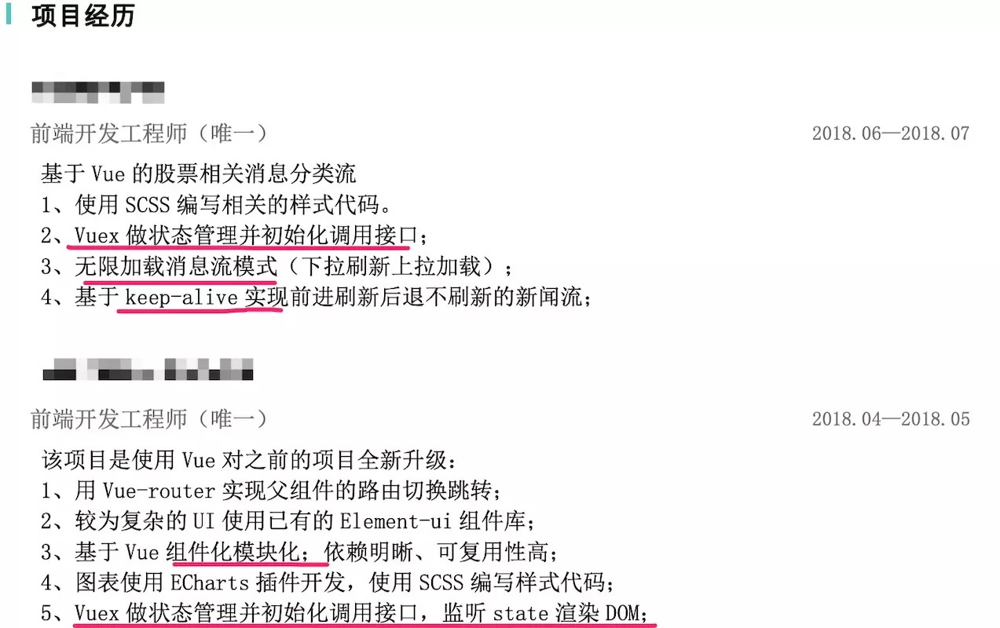 项目经历
前端开发工程师（唯一）
2018.06—2018.07
基于 Vue 的股票相关消息分类流
1、使用 SCSS 编写相关的样式代码。
2、Vuex 做状态管理并初始化调用接口；
3、无限加载消息流模式（下拉刷新上拉加载）；
4、基于 keep-alive 实现前进刷新后退不刷新的新闻流；
前端开发工程师（唯一）
2018.04—2018.05
该项目是使用 Vue 对之前的项目全新升级：
1、用 Vue-router 实现父组件的路由切换跳转；
2、较为复杂的 UI 使用已有的 Element-ui 组件库；
3、基于 Vue 组件化模块化；依赖明晰、可复用性高；
4、图表使用 ECharts 插件开发，使用 SCSS 编写样式代码；
5、Vuex 做状态管理并初始化调用接口，监听 state 渲染 DOM；